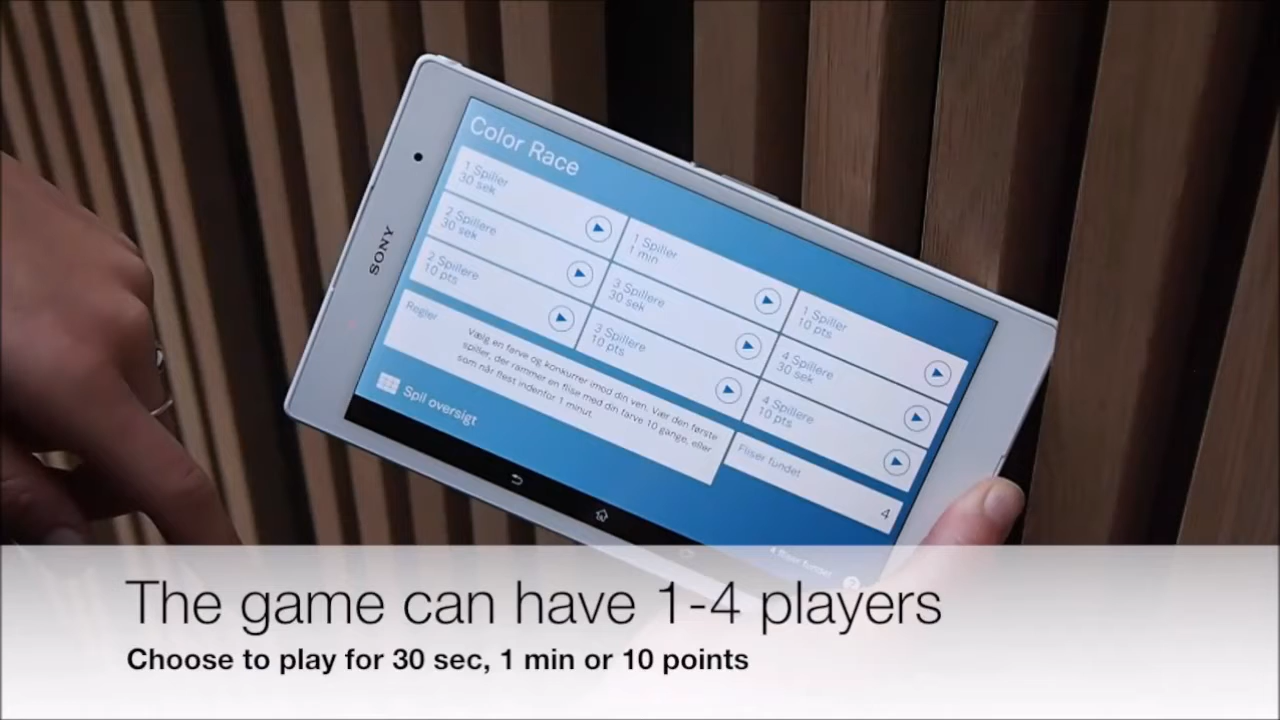 Color Race
1 Spiller
30 sek
1 Spiller
1 min
1 Spiller
10 pts
2 Spillere
30 sek
3 Spillere
30 sek
4 Spillere
30 sek
2 Spillere
10 pts
3 Spillere
10 pts
4 Spillere
10 pts
Regler
Vælg en farve og konkurrer imod din ven. Vær den første
spiller, der rammer en flise med din farve 10 gange, eller
som når flest indenfor 1 minut.
Fliser fundet
4
Spil oversigt
4 fliser fundet
SONY
The game can have 1-4 players
Choose to play for 30 sec, 1 min or 10 points